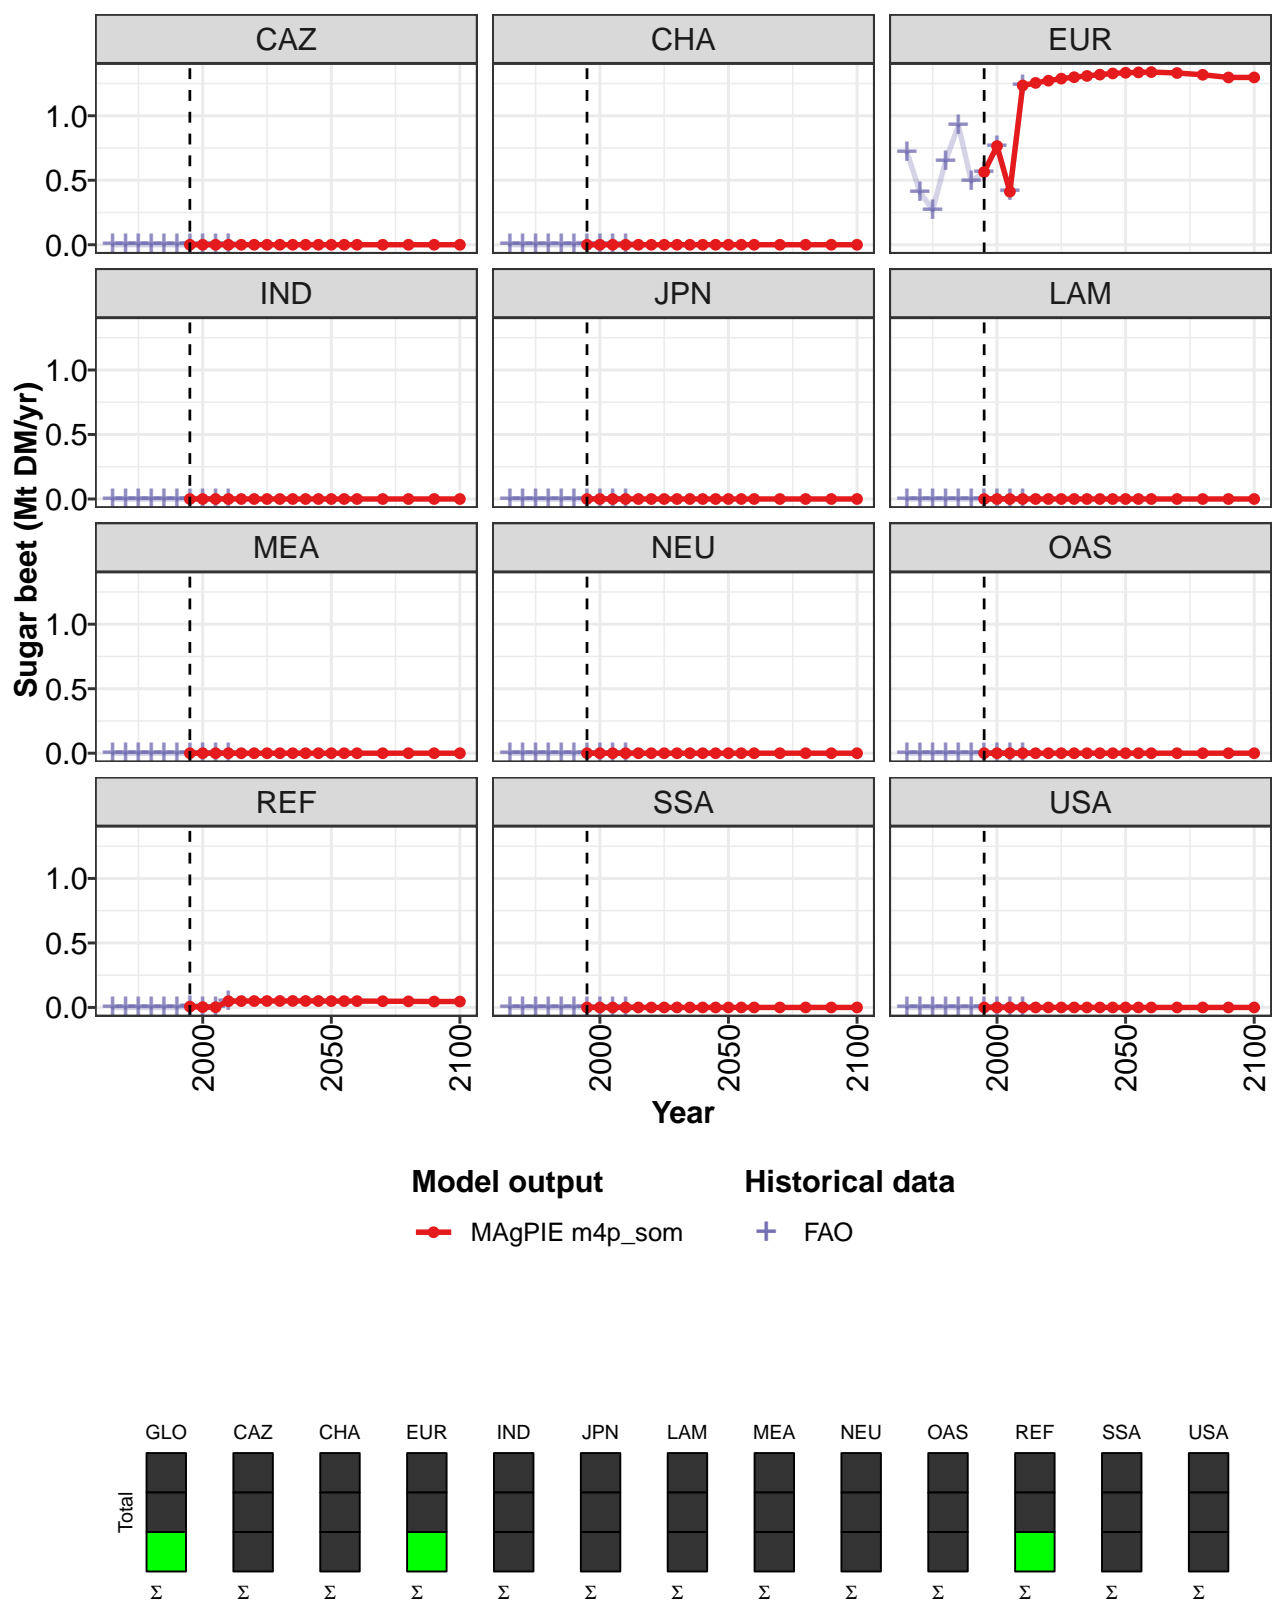 CAZ CHA EUR
1.0
0.5
0.0
IND JPN LAM
1.0
0.5
0.0
MEA NEU OAS
1.0
0.5
0.0
REF SSA USA
1.0
0.5
0.0
Sugar beet (Mt DM/yr)
2000 2050 2100 2000 2050 2100 2000 2050 2100
Year
Model output Historical data
MAgPIE m4p_som FAO
GLO CAZ CHA EUR IND JPN LAM MEA NEU OAS REF SSA USA
Total
Σ Σ Σ Σ Σ Σ Σ Σ Σ Σ Σ Σ Σ